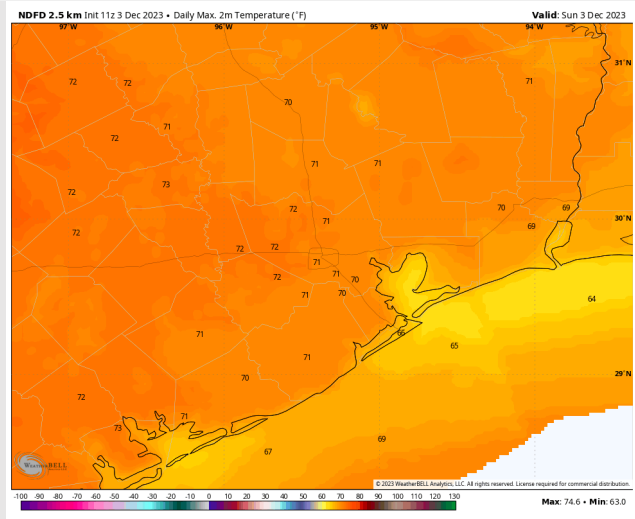 NDFD 2.5 km Init 11z 3 Dec 2023 • Daily Max. 2m Temperature (°F)
Valid: Sun 3 Dec 2023
97°W 96°W 95°W 94°W
31°N
72 72 71
70
71
72
71 71
73
72
72 70 69
71 69 30°N
72
72 72
71
72 71 70
71 70
64
71 66
65
71
70 29°N
72
71
73
69
67
WeatherBELL
© 2023 WeatherBELL Analytics, LLC. All rights reserved. License required for commercial distribution.
-100 -90 -80 -70 -60 -50 -40 -30 -20 -10 0 10 20 30 40 50 60 70 80 90 100 110 120 130
Max: 74.6 • Min: 63.0